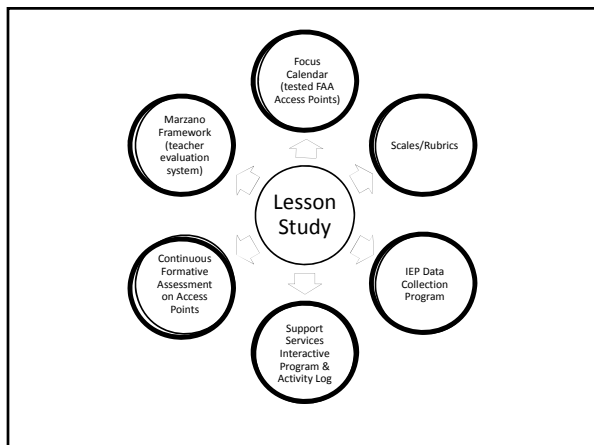 Focus
Calendar
(tested FAA
Access Points)
Marzano
Framework
(teacher
evaluation
system)
Scales/Rubrics
Lesson
Study
Continuous
Formative
Assessment
on Access
Points
IEP Data
Collection
Program
Support
Services
Interactive
Program &
Activity Log